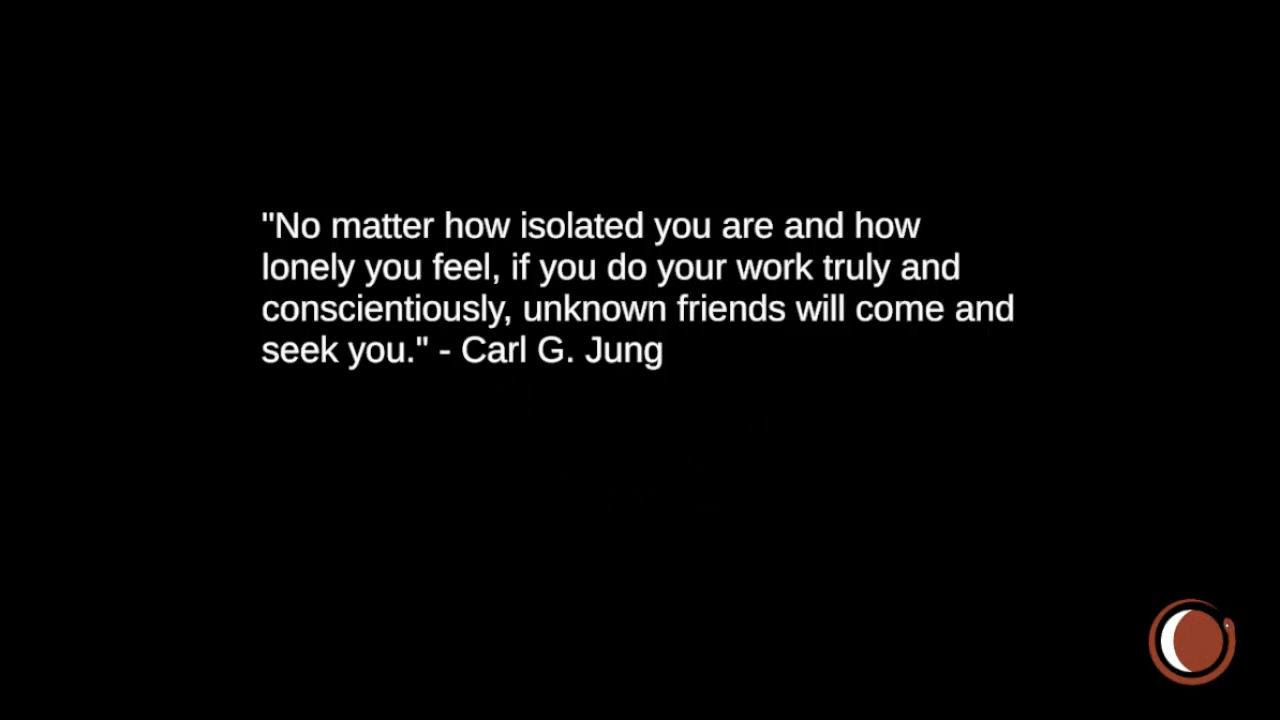 "No matter how isolated you are and how
lonely you feel, if you do your work truly and
conscientiously, unknown friends will come and
seek you." - Carl G. Jung